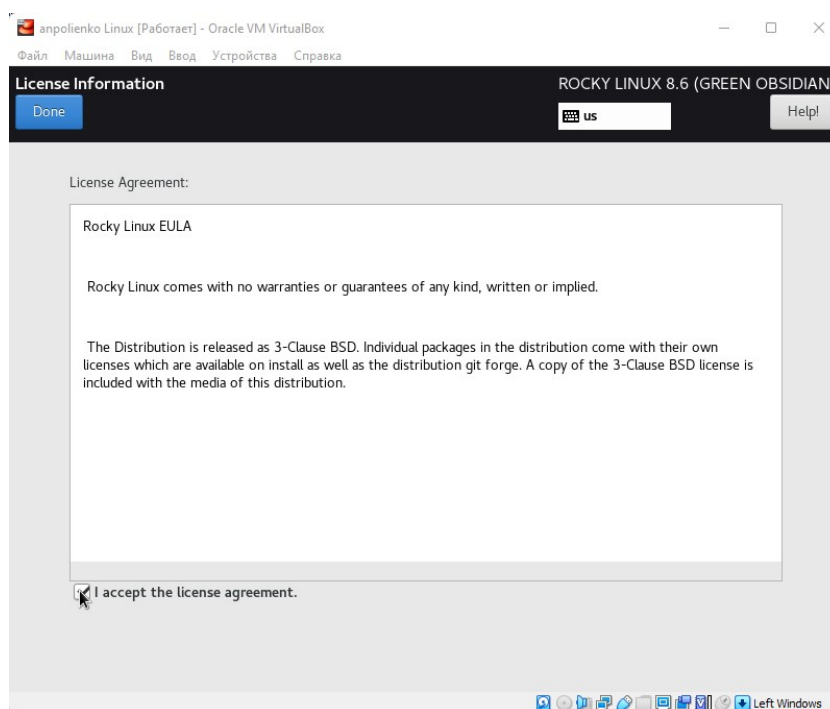 anpolienko Linux [Работает] - Oracle VM VirtualBox
Файл Машина Вид Ввод Устройства Справка
License Information
ROCKY LINUX 8.6 (GREEN OBSIDIAN
Done
us
Help!
License Agreement:
Rocky Linux EULA
Rocky Linux comes with no warranties or guarantees of any kind, written or implied.
The Distribution is released as 3-Clause BSD. Individual packages in the distribution come with their own
licenses which are available on install as well as the distribution git forge. A copy of the 3-Clause BSD license is
included with the media of this distribution.
I accept the license agreement.
Left Windows